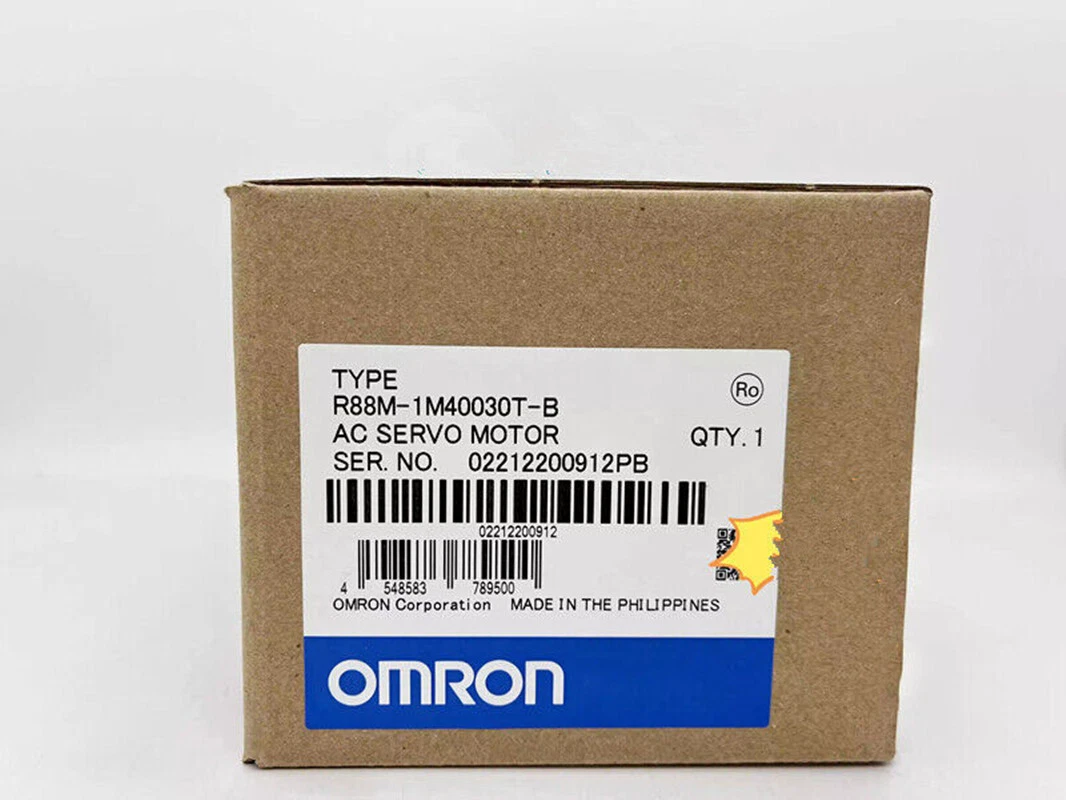 TYPE
R88M-1M40030T-B
AC SERVO MOTOR
SER. NO. 02212200912PB
Ro
QTY. 1
02212200912
4 548583 789500
OMRON Corporation MADE IN THE PHILIPPINES
OMRON